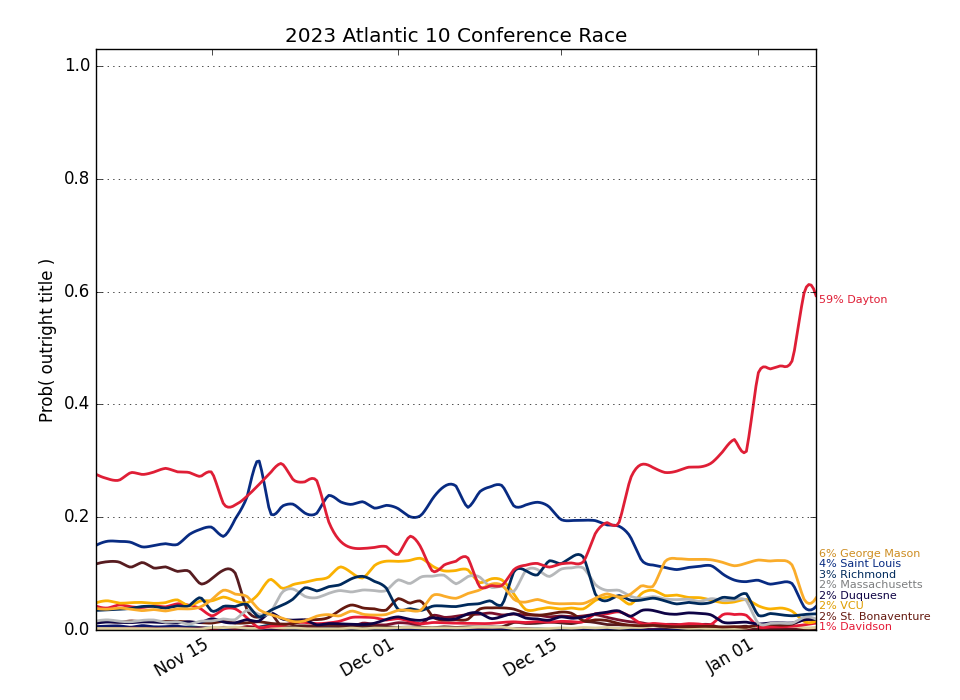 2023 Atlantic 10 Conference Race
1.0
0.8
0.6
0.4
0.2
0.0
Prob( outright title )
59% Dayton
6% George Mason
4% Saint Louis
3% Richmond
2% Massachusetts
2% Duquesne
2% VCU
2% St. Bonaventure
1% Davidson
Nov 15
Dec 01
Dec 15
Jan 01